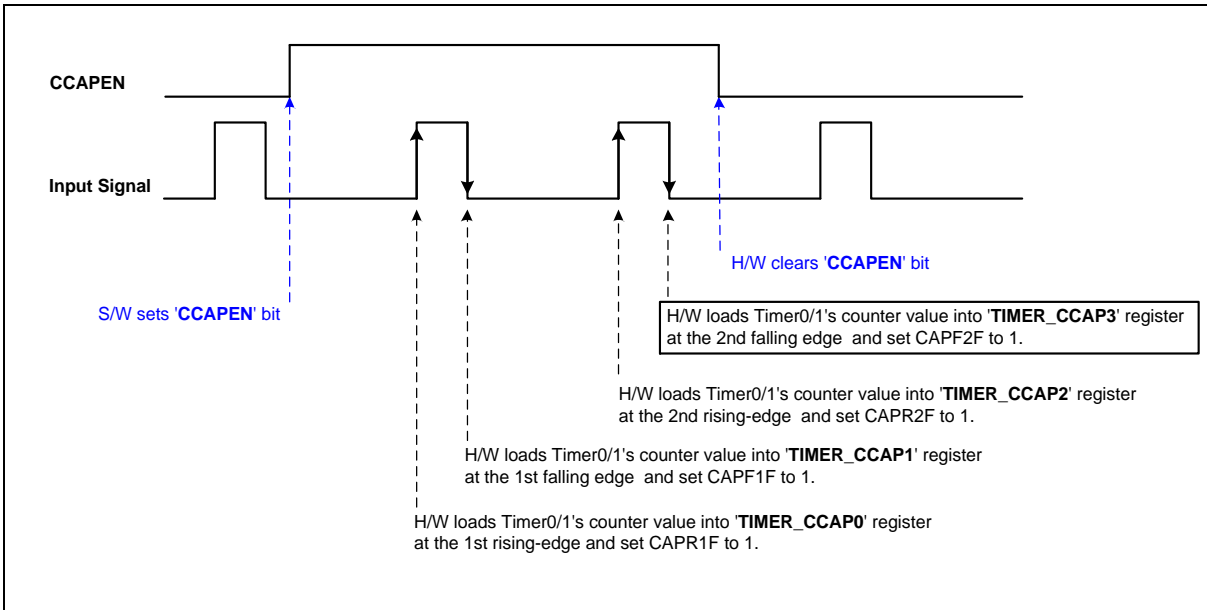 CCAPEN
Input Signal
H/W clears 'CCAPEN' bit
S/W sets 'CCAPEN' bit
H/W loads Timer0/1's counter value into 'TIMER_CCAP3' register
at the 2nd falling edge and set CAPF2F to 1.
H/W loads Timer0/1's counter value into 'TIMER_CCAP2' register
at the 2nd rising-edge and set CAPR2F to 1.
H/W loads Timer0/1's counter value into 'TIMER_CCAP1' register
at the 1st falling edge and set CAPF1F to 1.
H/W loads Timer0/1's counter value into 'TIMER_CCAP0' register
at the 1st rising-edge and set CAPR1F to 1.